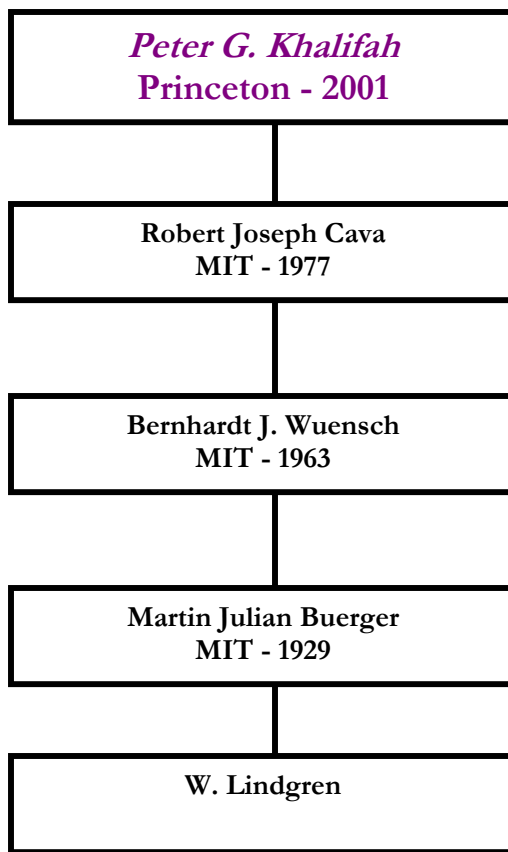 Peter G. Khalifah
Princeton - 2001
Robert Joseph Cava
MIT - 1977
Bernhardt J. Wuensch
MIT - 1963
Martin Julian Buerger
MIT - 1929
W. Lindgren